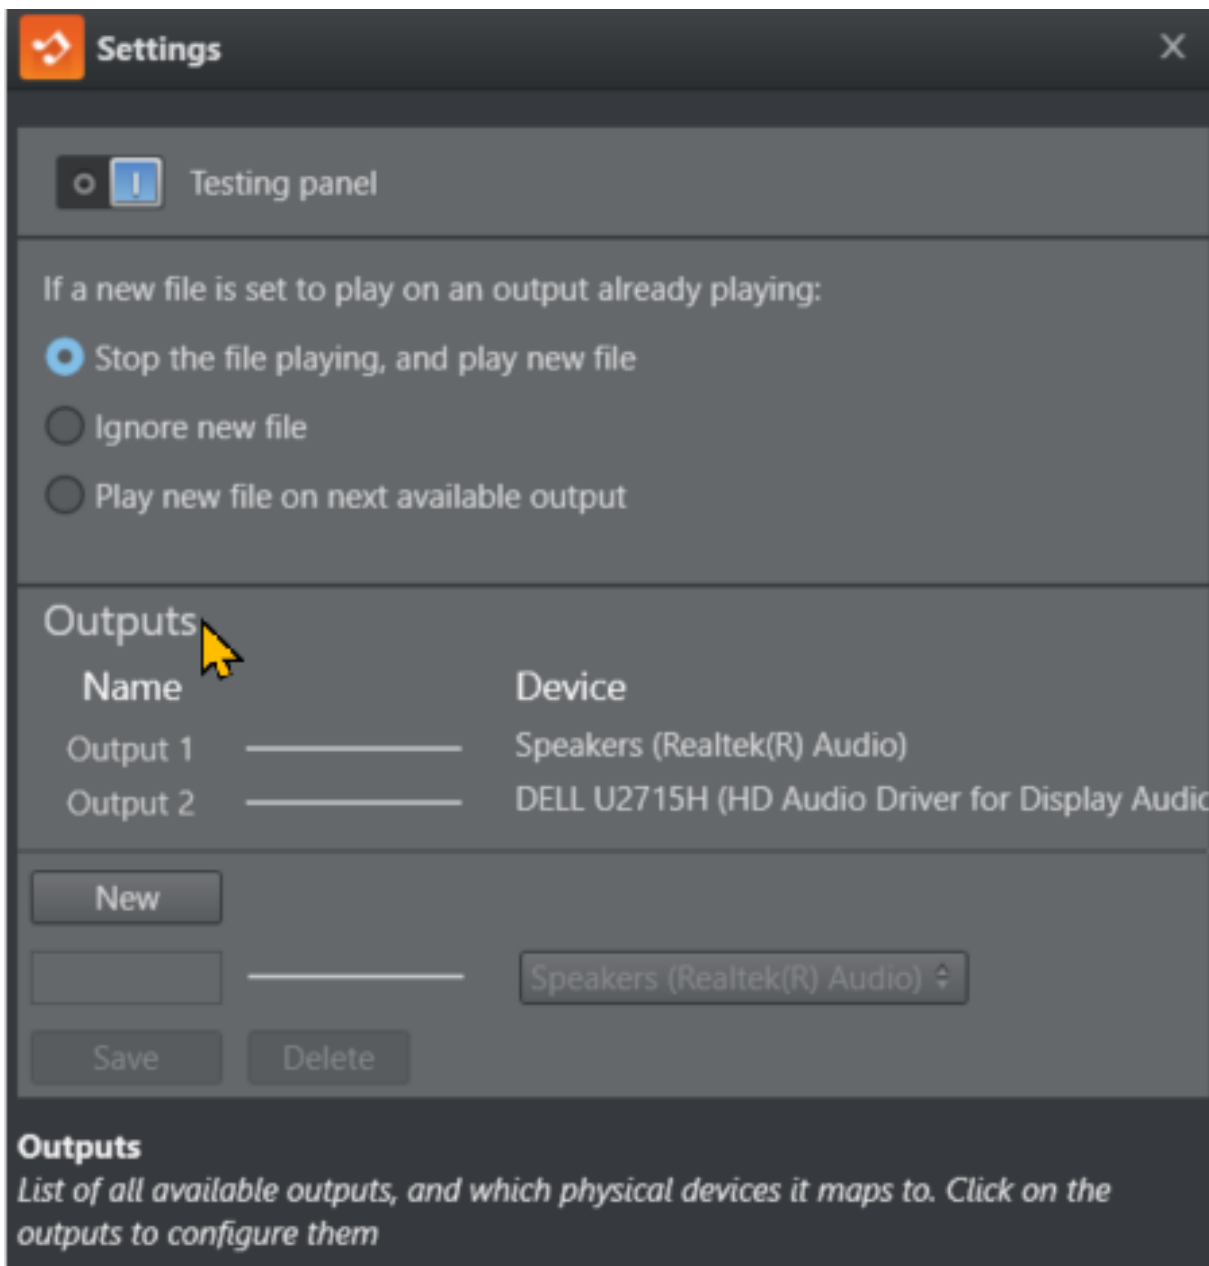 Settings
Testing panel
If a new file is set to play on an output already playing:
Stop the file playing, and play new file
Ignore new file
Play new file on next available output
Outputs
Name Device
Output 1 Speakers (Realtek(R) Audio)
Output 2 DELL U2715H (HD Audio Driver for Display Audio
New
Speakers (Realtek(R) Audio)
Save Delete
Outputs
List of all available outputs, and which physical devices it maps to. Click on the
outputs to configure them